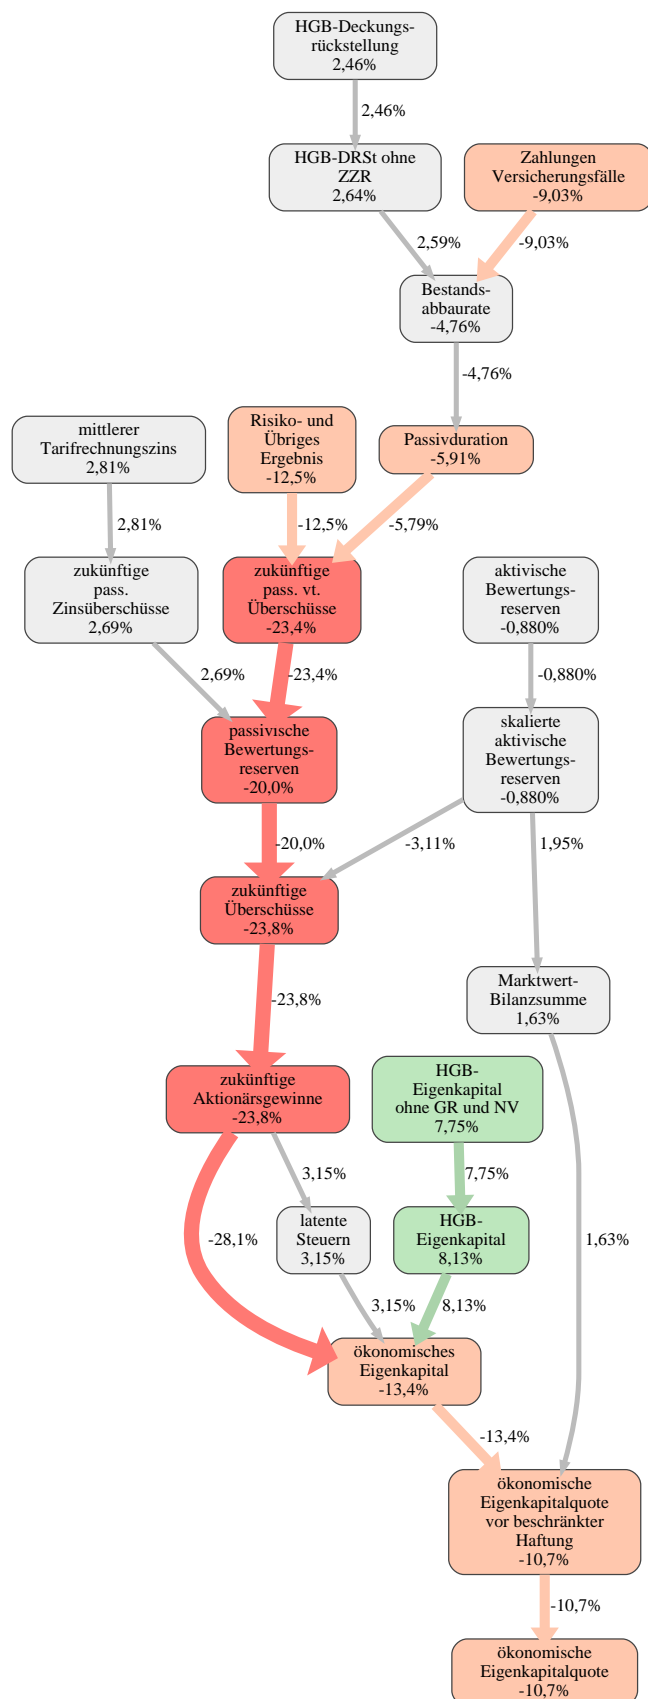 HGB-Deckungs-
rückstellung
2,46%
2,46%
HGB-DRSt ohne
ZZR
2,64%
Zahlungen
Versicherungsfälle
-9,03%
2,59%
-9,03%
Bestands-
abbaurate
-4,76%
-4,76%
mittlerer
Tarifrechnungszins
2,81%
Risiko- und
Übriges
Ergebnis
-12,5%
Passivduration
-5,91%
2,81%
-12,5%
-5,79%
zukünftige
pass.
Zinsüberschüsse
2,69%
zukünftige
pass. vt.
Überschüsse
-23,4%
aktivische
Bewertungs-
reserven
-0,880%
2,69%
-23,4%
-0,880%
passivische
Bewertungs-
reserven
-20,0%
skalierte
aktivische
Bewertungs-
reserven
-0,880%
-20,0%
-3,11%
1,95%
zukünftige
Überschüsse
-23,8%
-23,8%
Marktwert-
Bilanzsumme
1,63%
zukünftige
Aktionärsgewinne
-23,8%
HGB-
Eigenkapital
ohne GR und NV
7,75%
3,15%
7,75%
-28,1%
latente
Steuern
3,15%
HGB-
Eigenkapital
8,13%
1,63%
3,15%
8,13%
ökonomisches
Eigenkapital
-13,4%
-13,4%
ökonomische
Eigenkapitalquote
vor beschränkter
Haftung
-10,7%
-10,7%
ökonomische
Eigenkapitalquote
-10,7%